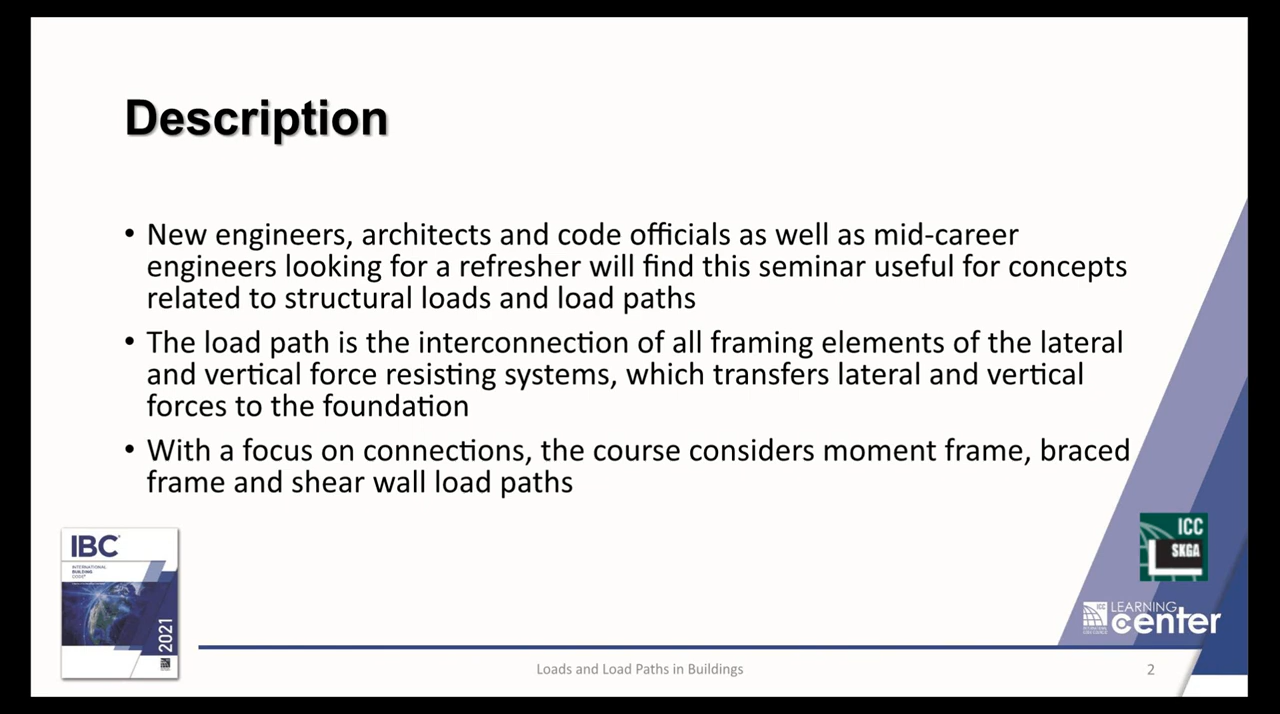 Description
• New engineers, architects and code officials as well as mid-career
engineers looking for a refresher will find this seminar useful for concepts
related to structural loads and load paths
• The load path is the interconnection of all framing elements of the lateral
and vertical force resisting systems, which transfers lateral and vertical
forces to the foundation
• With a focus on connections, the course considers moment frame, braced
frame and shear wall load paths
IBC
INTERNATIONAL
BUILDING
CODE
2021
ICC
SKGA
ICC
LEARNING
center
Loads and Load Paths in Buildings
2